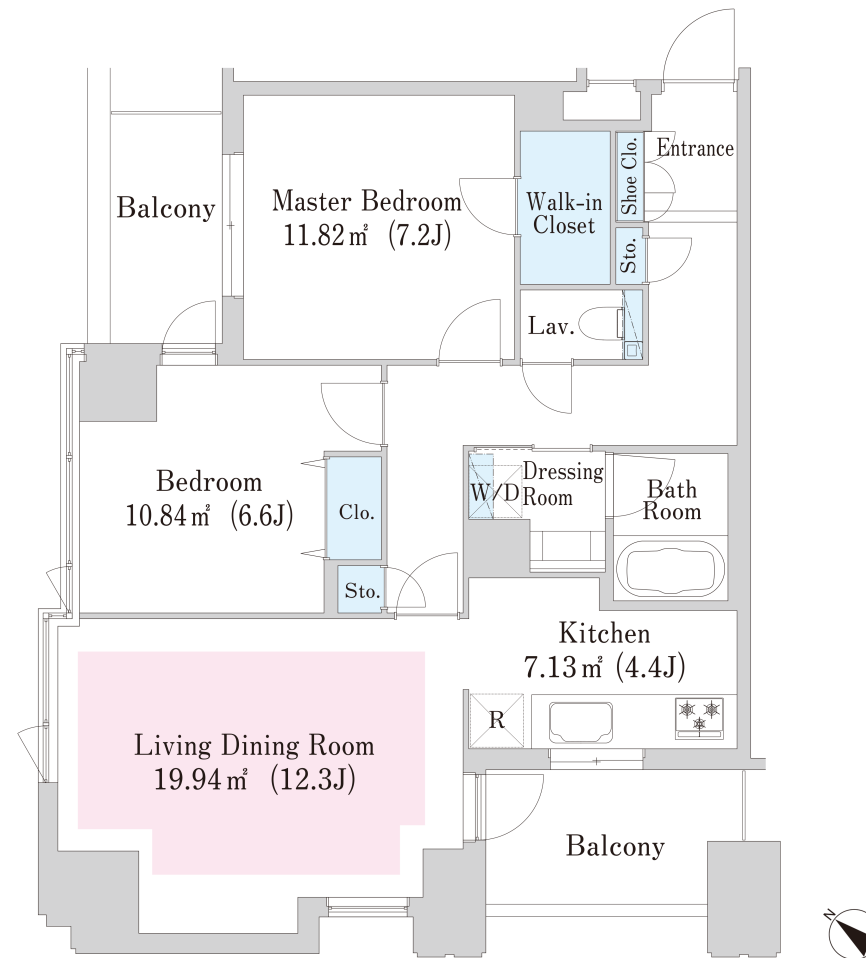 Entrance
Shoe Clo.
Balcony
Master Bedroom
11.82㎡ (7.2J)
Walk-in
Closet
Sto.
Lav.
Bedroom
10.84㎡ (6.6J)
Clo.
W/D
Dressing
Room
Bath
Room
Sto.
Kitchen
7.13㎡ (4.4J)
R
Living Dining Room
19.94㎡ (12.3J)
Balcony
N